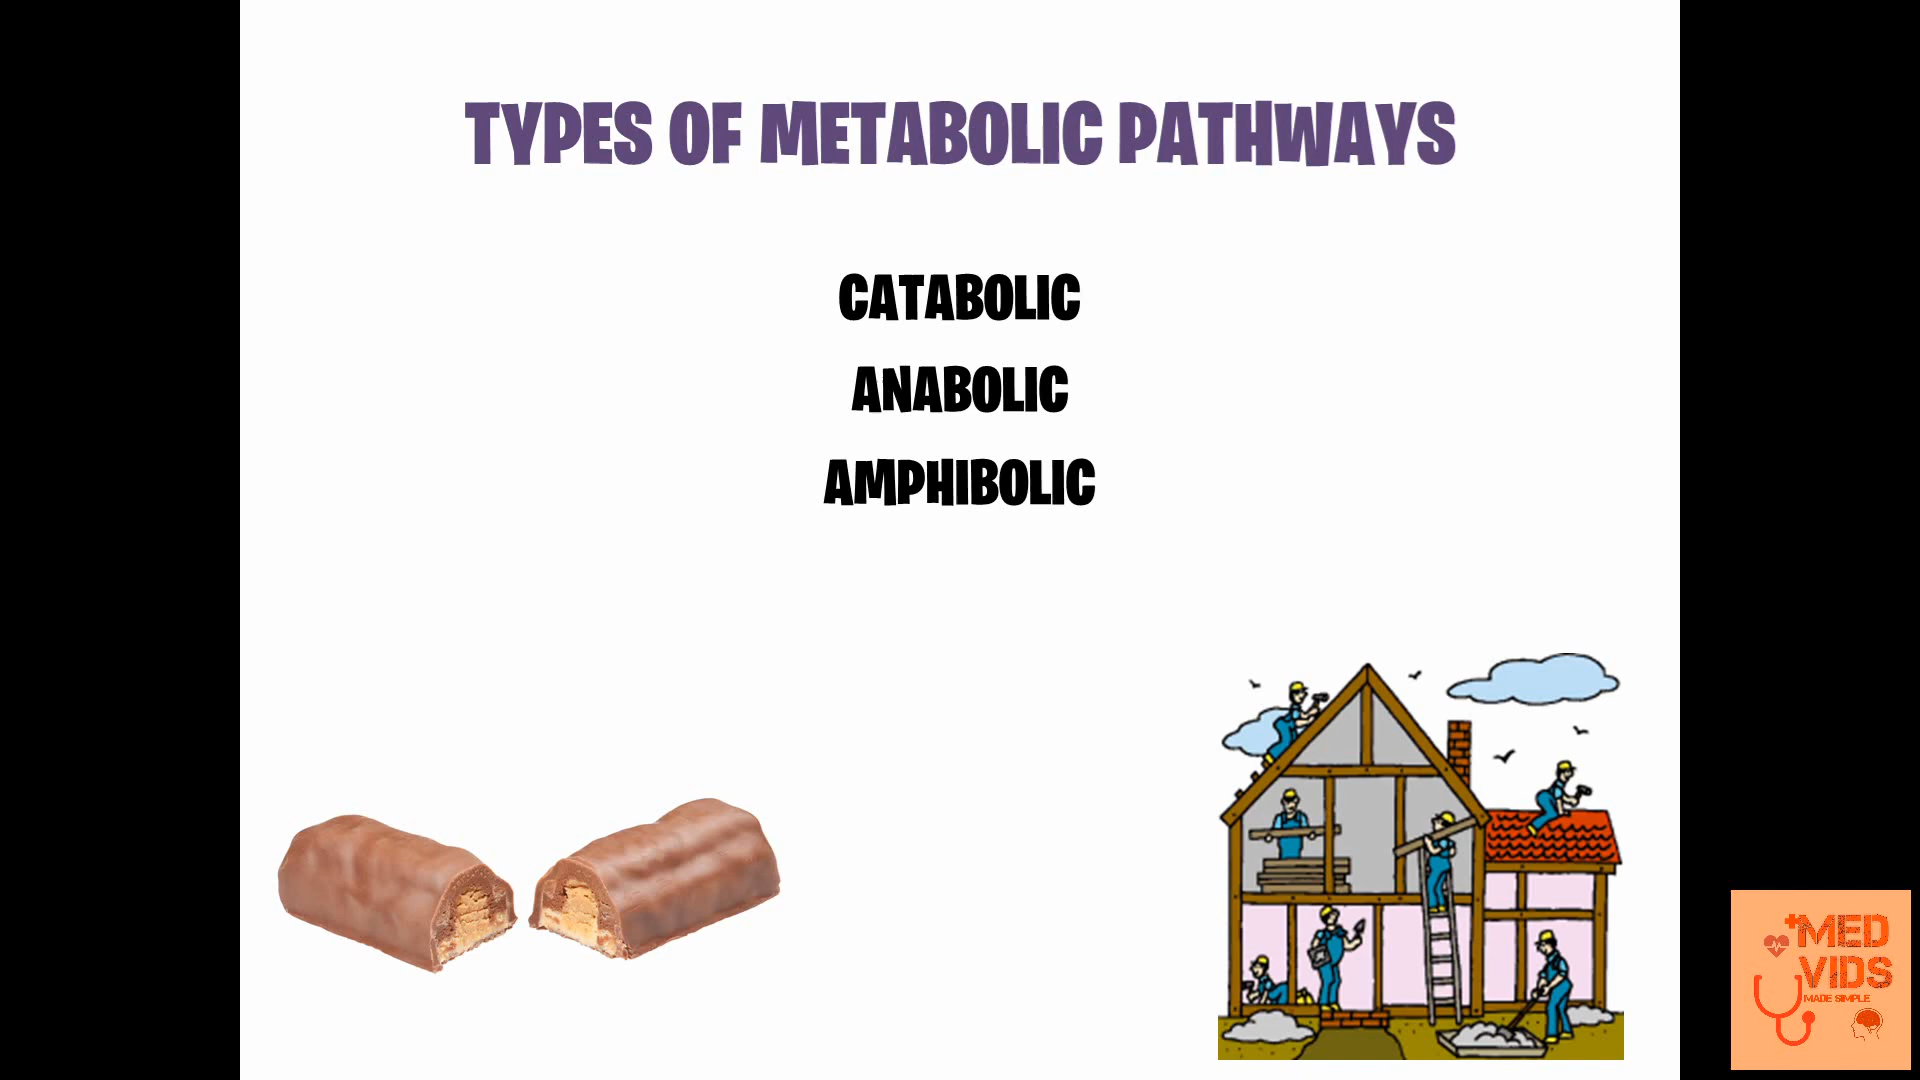 TYPES OF METABOLIC PATHWAYS
CATABOLIC
ANABOLIC
AMPHIBOLIC
MED
VIDS
MADE SIMPLE